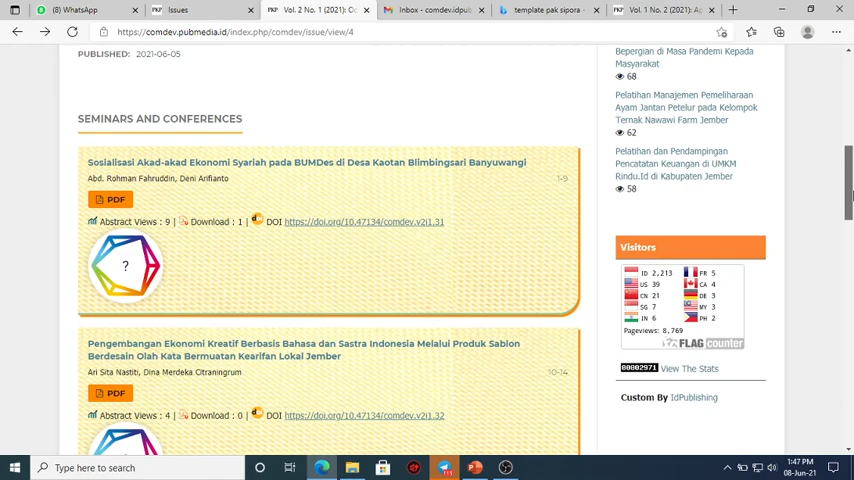 (8) WhatsApp
Issues
Vol. 2 No. 1 (2021): Oc
Inbox - comdev.idpub
template pak sipora -
Vol. 1 No. 2 (2021): Ap
https://comdev.pubmedia.id/index.php/comdev/issue/view/4
PUBLISHED: 2021-06-05
SEMINARS AND CONFERENCES
Sosialisasi Akad-akad Ekonomi Syariah pada BUMDes di Desa Kaotan Blimbingsari Banyuwangi
Abd. Rohman Fahruddin, Deni Arifianto
1-9
PDF
Abstract Views : 9 | Download : 1 | DOI https://doi.org/10.47134/comdev.v2i1.31
?
Pengembangan Ekonomi Kreatif Berbasis Bahasa dan Sastra Indonesia Melalui Produk Sablon
Berdesain Olah Kata Bermuatan Kearifan Lokal Jember
Ari Sita Nastiti, Dina Merdeka Citraningrum
10-14
PDF
Abstract Views : 4 | Download : 0 | DOI https://doi.org/10.47134/comdev.v2i1.32
Bepergian di Masa Pandemi Kepada
Masyarakat
68
Pelatihan Manajemen Pemeliharaan
Ayam Jantan Petelur pada Kelompok
Ternak Nawawi Farm Jember
62
Pelatihan dan Pendampingan
Pencatatan Keuangan di UMKM
Rindu.Id di Kabupaten Jember
58
Visitors
ID 2,213 FR 5
US 39 CA 4
CN 21 DE 3
SG 7 MY 3
IN 6 PH 2
Pageviews: 8,769
FLAG counter
00002971 View The Stats
Custom By IdPublishing
Type here to search
1:47 PM
08-Jun-21